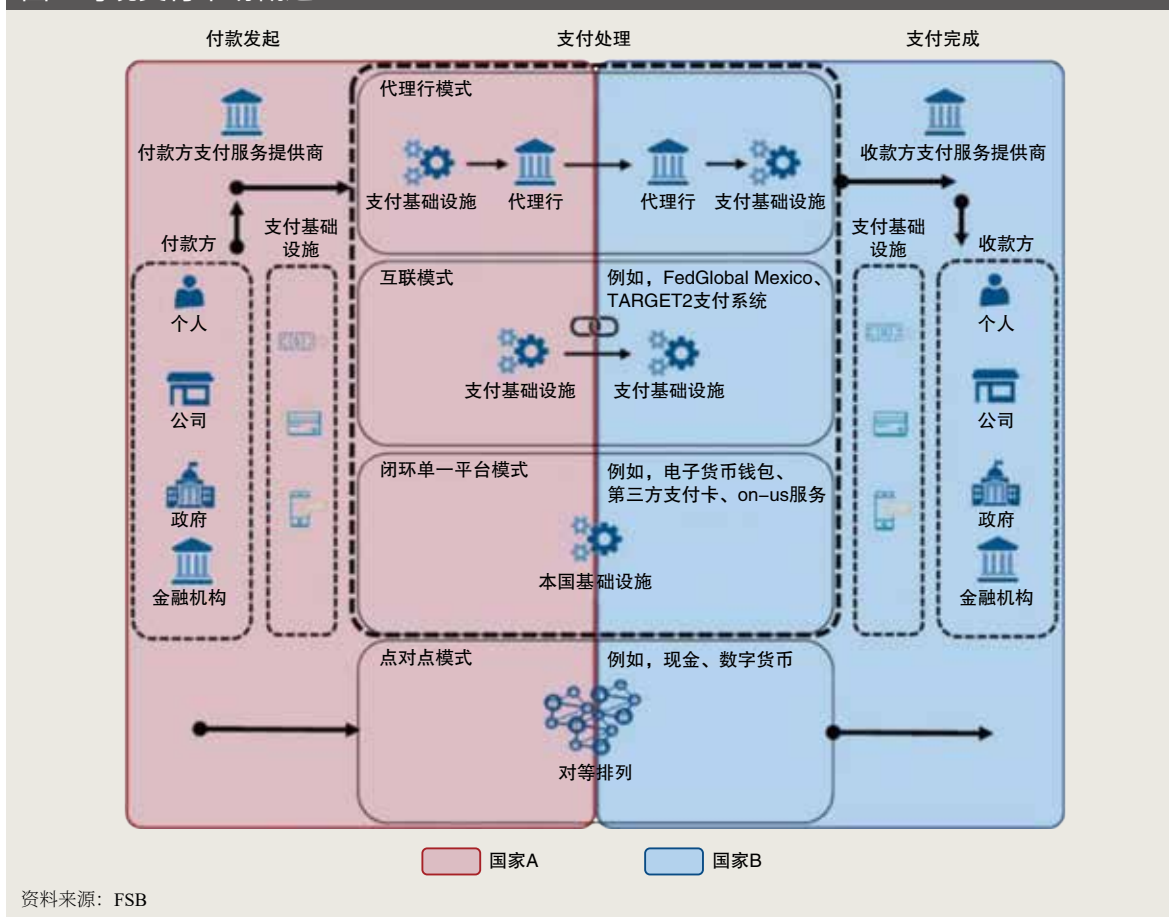 付款发起
支付处理
支付完成
付款方支付服务提供商
付款方
支付基础
设施
个人
公司
政府
金融机构
代理行模式
支付基础设施
代理行
代理行
支付基础设施
互联模式
例如，FedGlobal Mexico、
TARGET2支付系统
支付基础设施
支付基础设施
闭环单一平台模式
例如，电子货币钱包、
第三方支付卡、on-us服务
本国基础设施
点对点模式
例如，现金、数字货币
对等排列
收款方支付服务提供商
支付基础
设施
收款方
个人
公司
政府
金融机构
国家A
国家B
资料来源：FSB